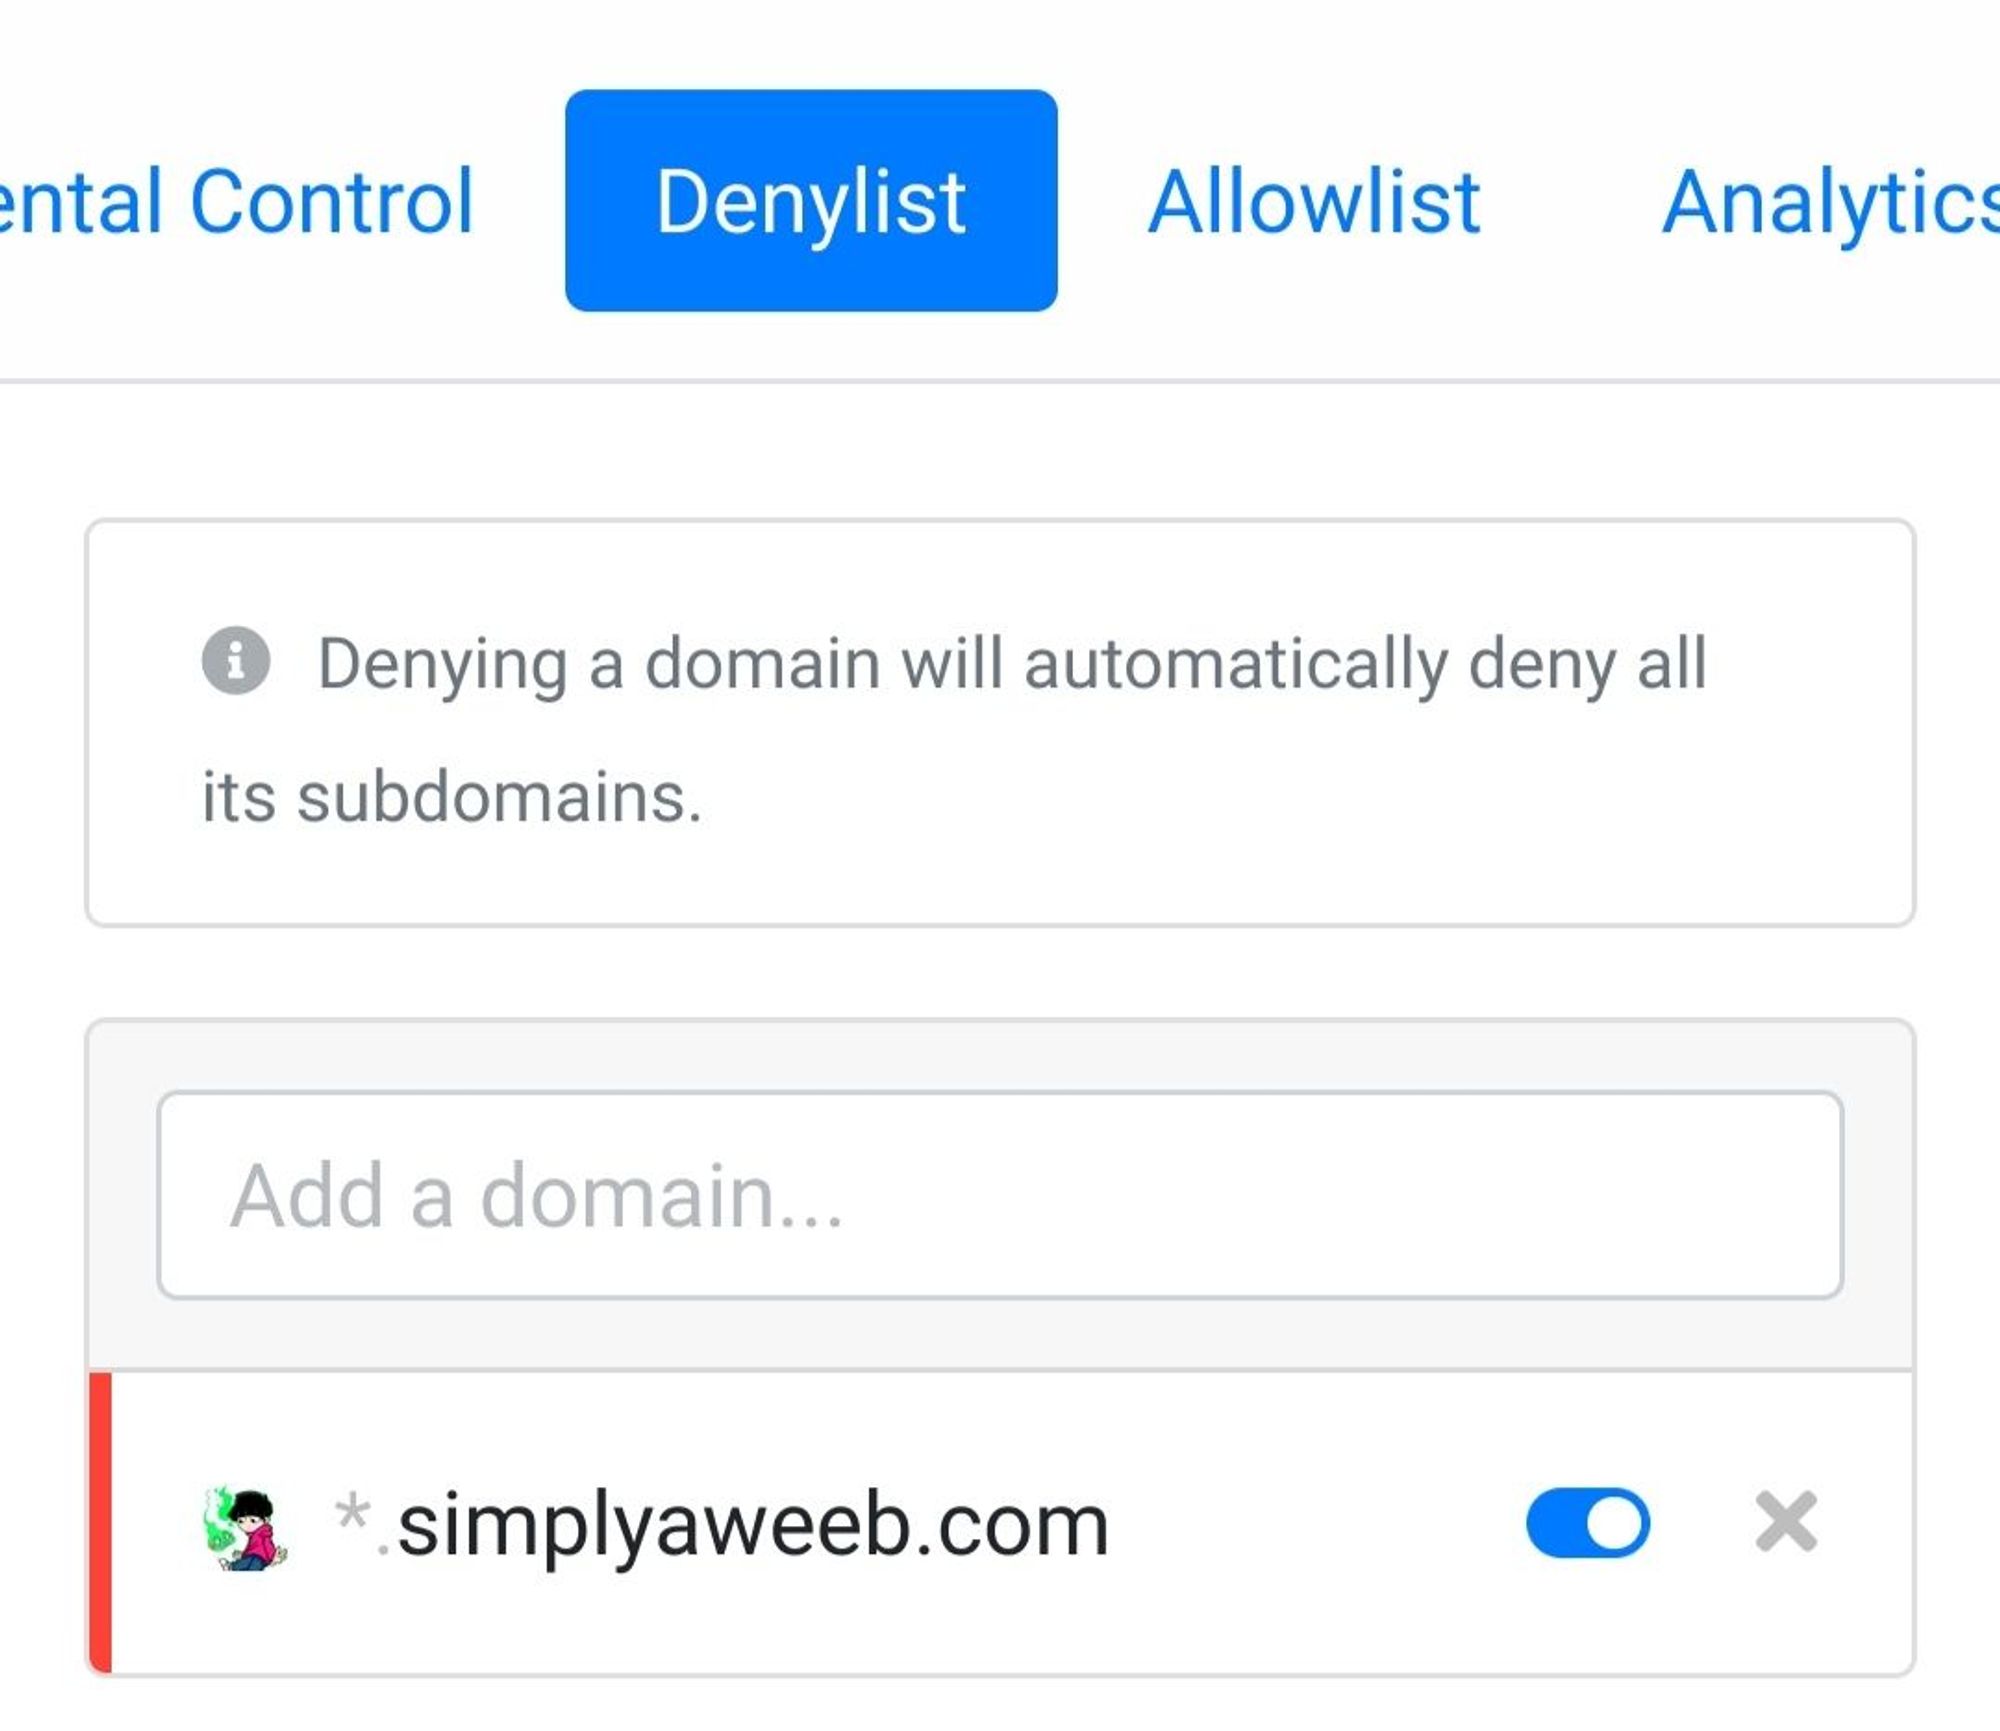 ental Control Denylist Allowlist Analytics
Denying a domain will automatically deny all
its subdomains.
Add a domain...
*.simplyaweeb.com